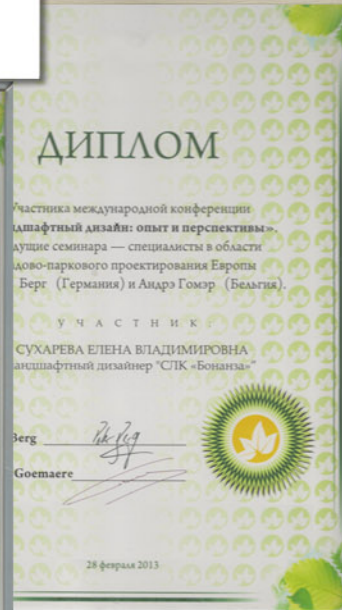 ДИПЛОМ
Участника международной конференции
ндшафтный дизайн: опыт и перспективы».
дущие семинара — специалисты в области
дово-паркового проектирования Европы
Берг (Германия) и Андрэ Гомэр (Бельгия).
УЧАСТНИК:
СУХАРЕВА ЕЛЕНА ВЛАДИМИРОВНА
андшафтный дизайнер "СЛК «Бонанза»"
Berg
Goemaere
28 февраля 2013